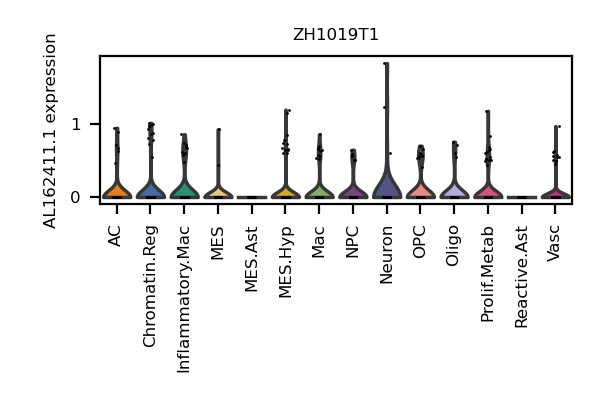 ZH1019T1
AL162411.1 expression
1
0
AC
Chromatin.Reg
Inflammatory.Mac
MES
MES.Ast
MES.Hyp
Mac
NPC
Neuron
OPC
Oligo
Prolif.Metab
Reactive.Ast
Vasc